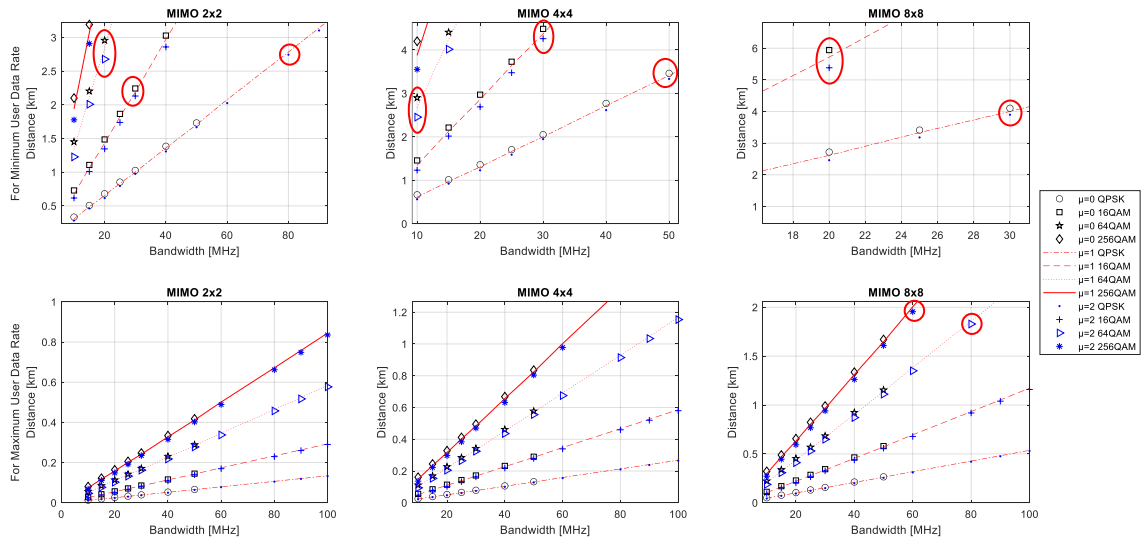 MIMO 2x2
MIMO 4x4
MIMO 8x8
For Minimum User Data Rate
Distance [km]
3
2.5
2
1.5
1
0.5
20
40
60
80
Bandwidth [MHz]
Distance [km]
4
3
2
1
0
10
20
30
40
50
Bandwidth [MHz]
Distance [km]
6
5
4
3
2
1
18
20
22
24
26
28
30
Bandwidth [MHz]
µ=0 QPSK
µ=0 16QAM
µ=0 64QAM
µ=0 256QAM
µ=1 QPSK
µ=1 16QAM
µ=1 64QAM
µ=1 256QAM
µ=2 QPSK
µ=2 16QAM
µ=2 64QAM
µ=2 256QAM
MIMO 2x2
MIMO 4x4
MIMO 8x8
For Maximum User Data Rate
Distance [km]
1
0.8
0.6
0.4
0.2
0
0
20
40
60
80
100
Bandwidth [MHz]
Distance [km]
1.2
1
0.8
0.6
0.4
0.2
0
20
40
60
80
100
Bandwidth [MHz]
Distance [km]
2
1.5
1
0.5
0
20
40
60
80
100
Bandwidth [MHz]